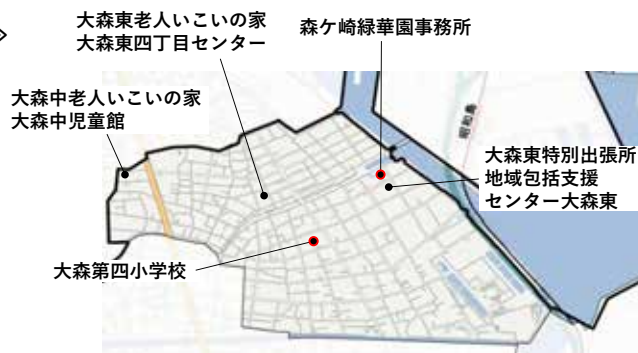 大森東老人いこいの家
大森東四丁目センター
森ケ崎緑華園事務所
大森中老人いこいの家
大森中児童館
大森東特別出張所
地域包括支援
センター大森東
大森第四小学校
昭和島